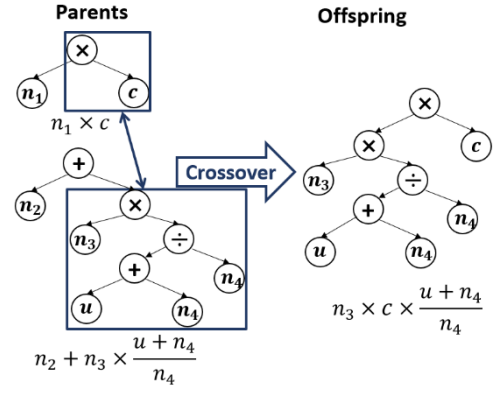 Parents
Offspring
×
n₁
c
n₁ × c
+
n₂
×
n₃
÷
+
n₄
u
n₄
n₂ + n₃ × (u + n₄)/n₄
Crossover
×
×
c
n₃
÷
+
n₄
u
n₄
n₃ × c × (u + n₄)/n₄